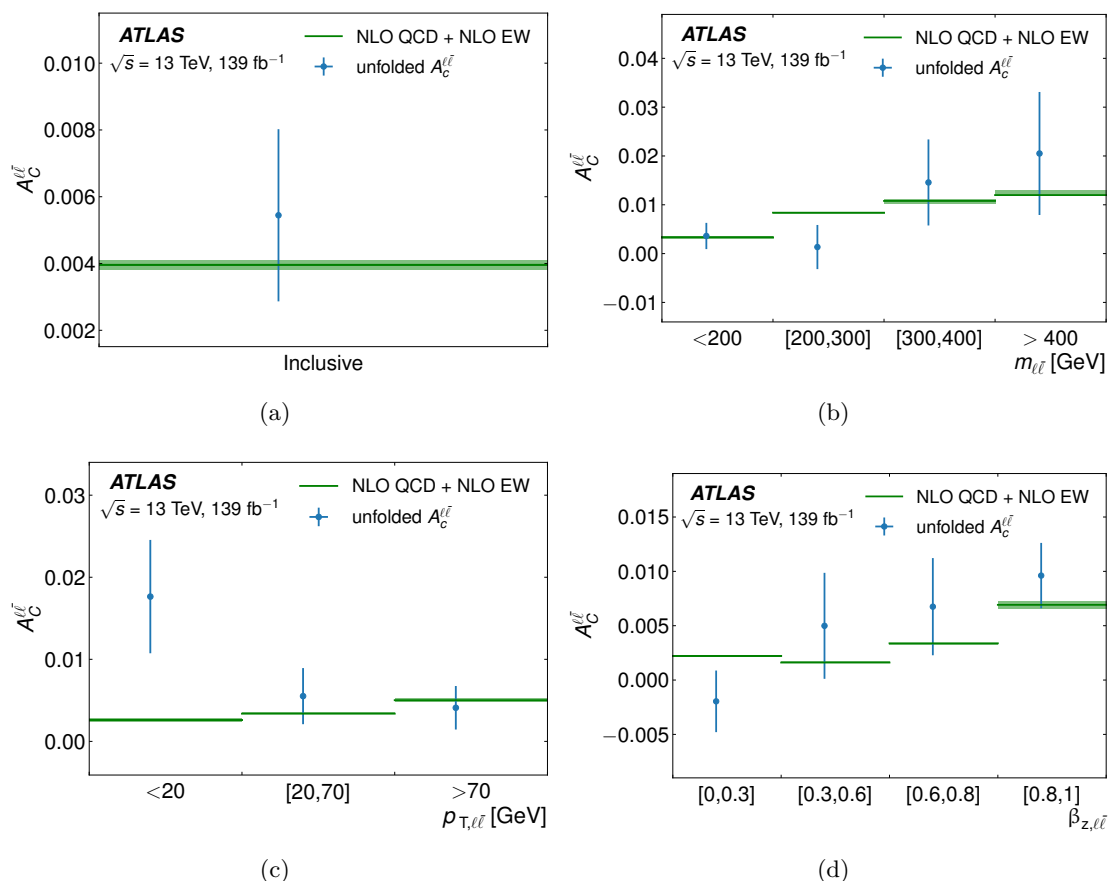 ATLAS
√s = 13 TeV, 139 fb⁻¹
NLO QCD + NLO EW
unfolded A_c^{ℓℓ̄}
0.010
0.008
0.006
0.004
0.002
A_C^{ℓℓ̄}
Inclusive
(a)
ATLAS
√s = 13 TeV, 139 fb⁻¹
NLO QCD + NLO EW
unfolded A_c^{ℓℓ̄}
0.04
0.03
0.02
0.01
0.00
−0.01
A_C^{ℓℓ̄}
<200 [200,300] [300,400] > 400
m_{ℓℓ̄} [GeV]
(b)
ATLAS
√s = 13 TeV, 139 fb⁻¹
NLO QCD + NLO EW
unfolded A_c^{ℓℓ̄}
0.03
0.02
0.01
0.00
A_C^{ℓℓ̄}
<20 [20,70] >70
p_{T,ℓℓ̄} [GeV]
(c)
ATLAS
√s = 13 TeV, 139 fb⁻¹
NLO QCD + NLO EW
unfolded A_c^{ℓℓ̄}
0.015
0.010
0.005
0.000
−0.005
A_C^{ℓℓ̄}
[0,0.3] [0.3,0.6] [0.6,0.8] [0.8,1]
β_{z,ℓℓ̄}
(d)